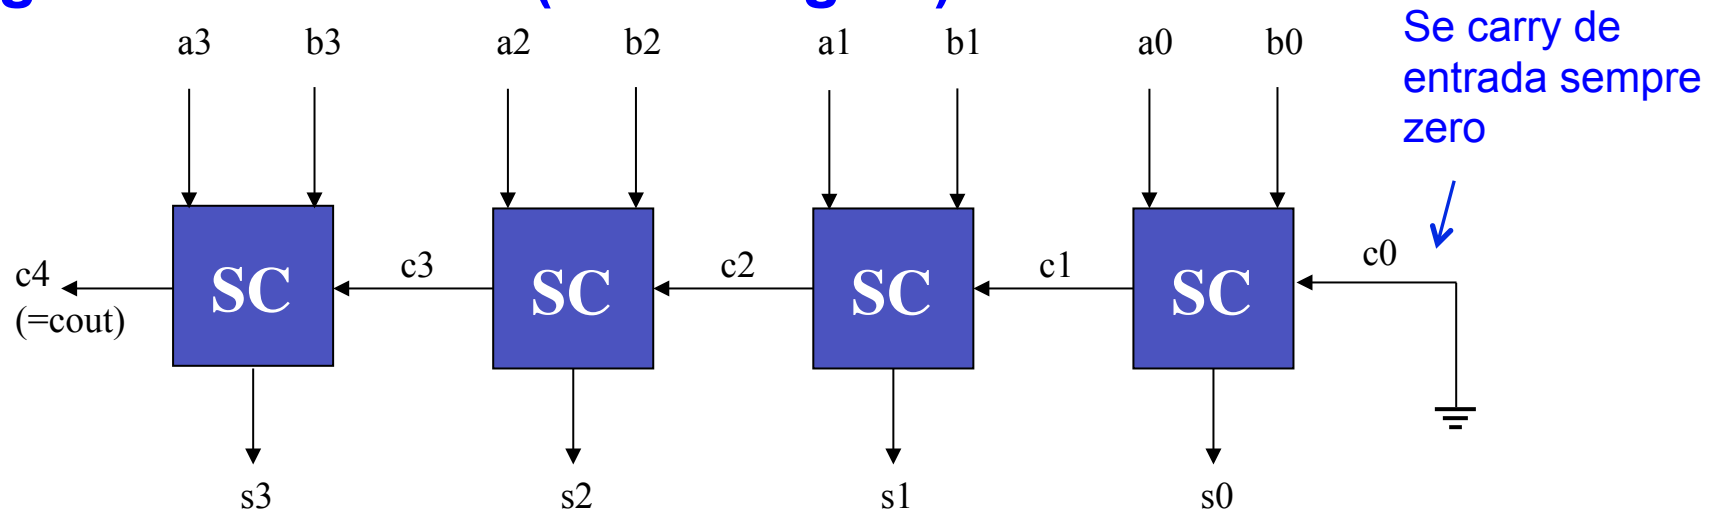 a3 b3 a2 b2 a1 b1 a0 b0
Se carry de
entrada sempre
zero
c4
(=cout)
SC c3 SC c2 SC c1 SC c0
s3 s2 s1 s0